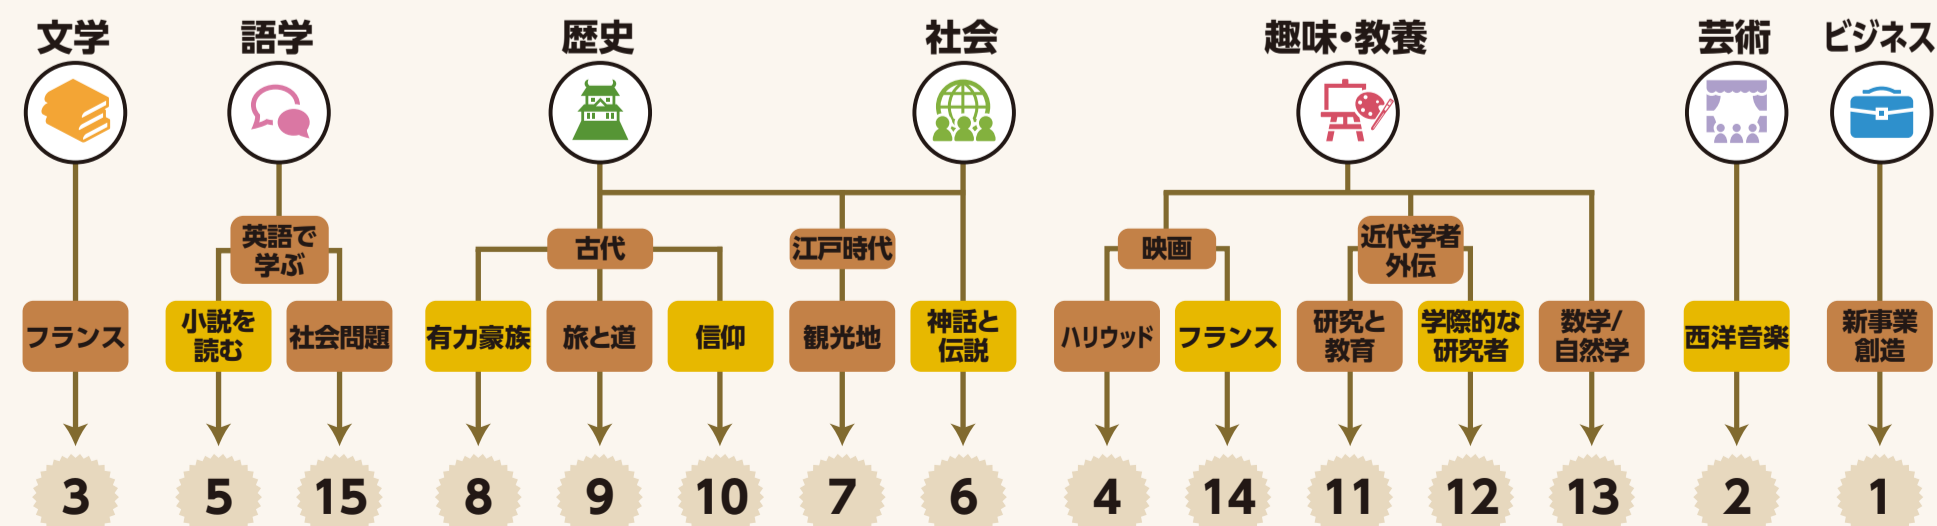 文学
語学
歴史
社会
趣味・教養
芸術
ビジネス
英語で
学ぶ
古代
江戸時代
映画
近代学者
外伝
フランス
小説を
読む
社会問題
有力豪族
旅と道
信仰
観光地
神話と
伝説
ハリウッド
フランス
研究と
教育
学際的な
研究者
数学/
自然学
西洋音楽
新事業
創造
3
5
15
8
9
10
7
6
4
14
11
12
13
2
1